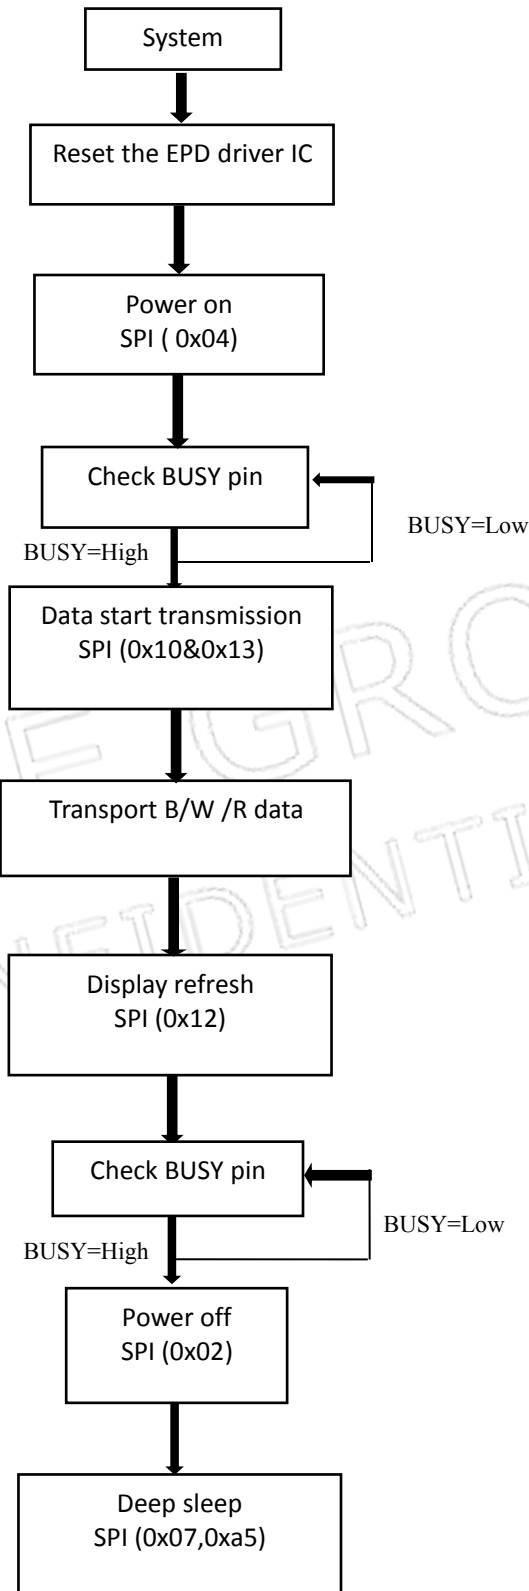 System
Reset the EPD driver IC
Power on
SPI ( 0x04)
Check BUSY pin
BUSY=Low
BUSY=High
Data start transmission
SPI (0x10&0x13)
Transport B/W /R data
Display refresh
SPI (0x12)
Check BUSY pin
BUSY=Low
BUSY=High
Power off
SPI (0x02)
Deep sleep
SPI (0x07,0xa5)